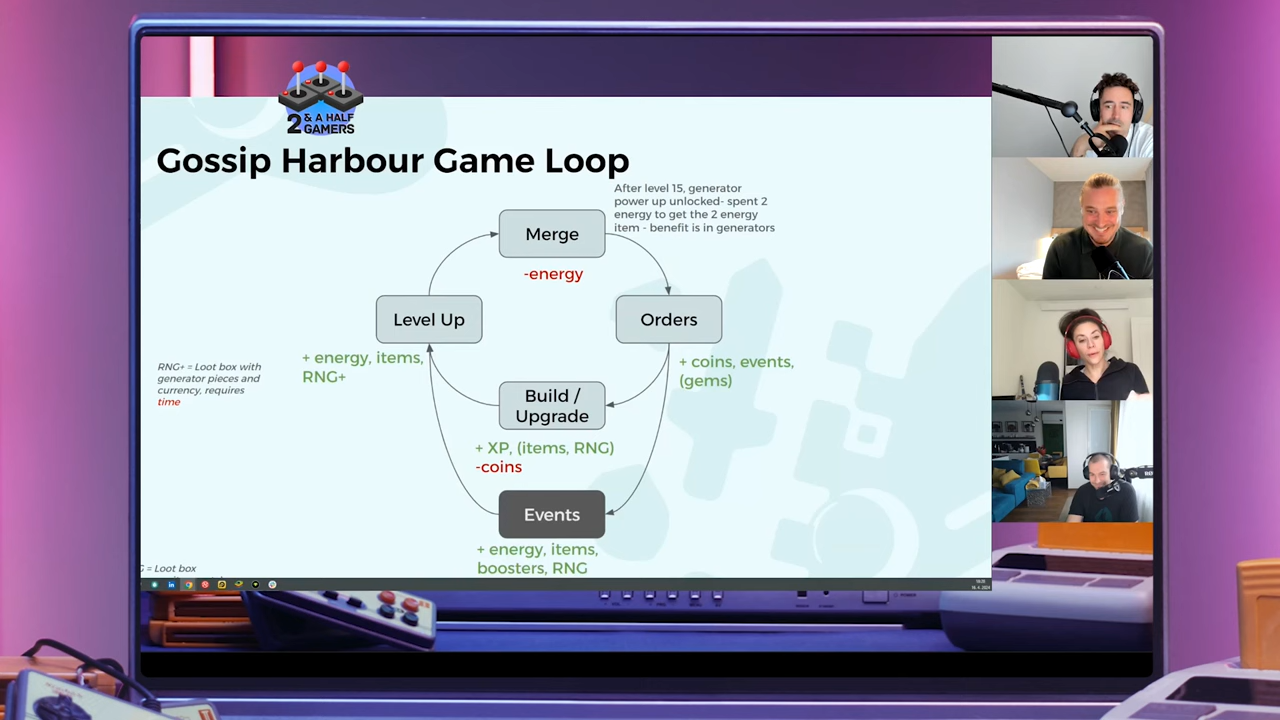 2 & A HALF
GAMERS
Gossip Harbour Game Loop
After level 15, generator
power up unlocked- spent 2
energy to get the 2 energy
item - benefit is in generators
Merge
-energy
Level Up
Orders
+ energy, items,
RNG+
+ coins, events,
(gems)
RNG+ = Loot box with
generator pieces and
currency, requires
time
Build /
Upgrade
+ XP, (items, RNG)
-coins
Events
+ energy, items,
boosters, RNG
G = Loot box
POWER